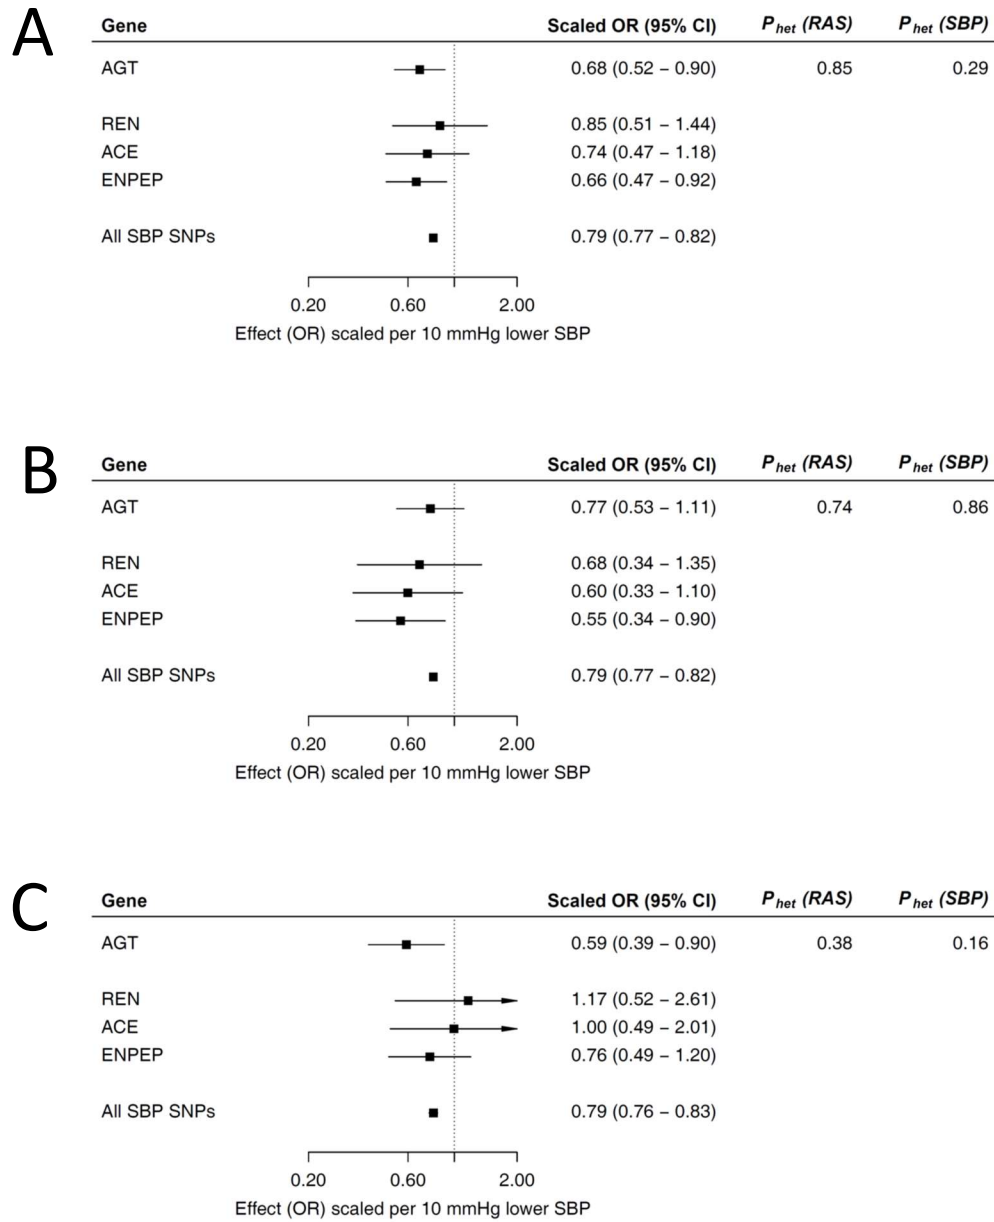 A
Gene Scaled OR (95% CI) Phet (RAS) Phet (SBP)
AGT 0.68 (0.52 − 0.90) 0.85 0.29
REN 0.85 (0.51 − 1.44)
ACE 0.74 (0.47 − 1.18)
ENPEP 0.66 (0.47 − 0.92)
All SBP SNPs 0.79 (0.77 − 0.82)
0.20 0.60 2.00
Effect (OR) scaled per 10 mmHg lower SBP
B
Gene Scaled OR (95% CI) Phet (RAS) Phet (SBP)
AGT 0.77 (0.53 − 1.11) 0.74 0.86
REN 0.68 (0.34 − 1.35)
ACE 0.60 (0.33 − 1.10)
ENPEP 0.55 (0.34 − 0.90)
All SBP SNPs 0.79 (0.77 − 0.82)
0.20 0.60 2.00
Effect (OR) scaled per 10 mmHg lower SBP
C
Gene Scaled OR (95% CI) Phet (RAS) Phet (SBP)
AGT 0.59 (0.39 − 0.90) 0.38 0.16
REN 1.17 (0.52 − 2.61)
ACE 1.00 (0.49 − 2.01)
ENPEP 0.76 (0.49 − 1.20)
All SBP SNPs 0.79 (0.76 − 0.83)
0.20 0.60 2.00
Effect (OR) scaled per 10 mmHg lower SBP